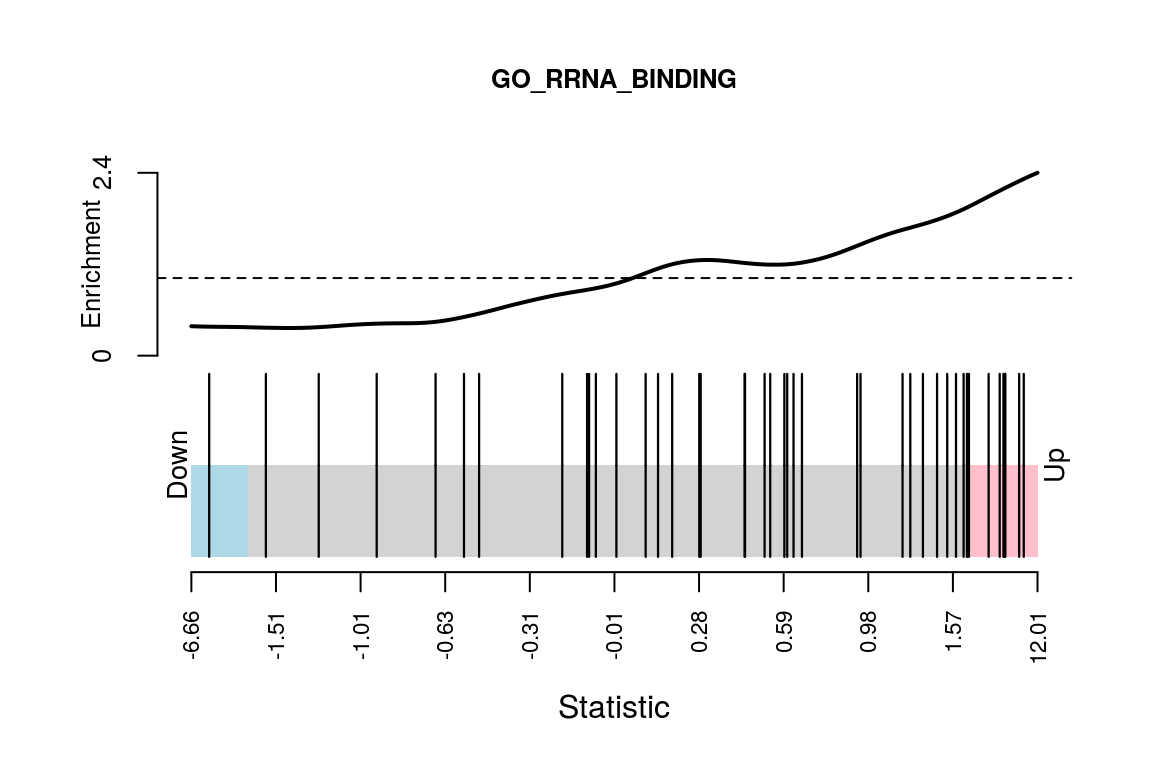 GO_RRNA_BINDING
2.4
Enrichment
0
Down
Up
-6.66 -1.51 -1.01 -0.63 -0.31 -0.01 0.28 0.59 0.98 1.57 12.01
Statistic